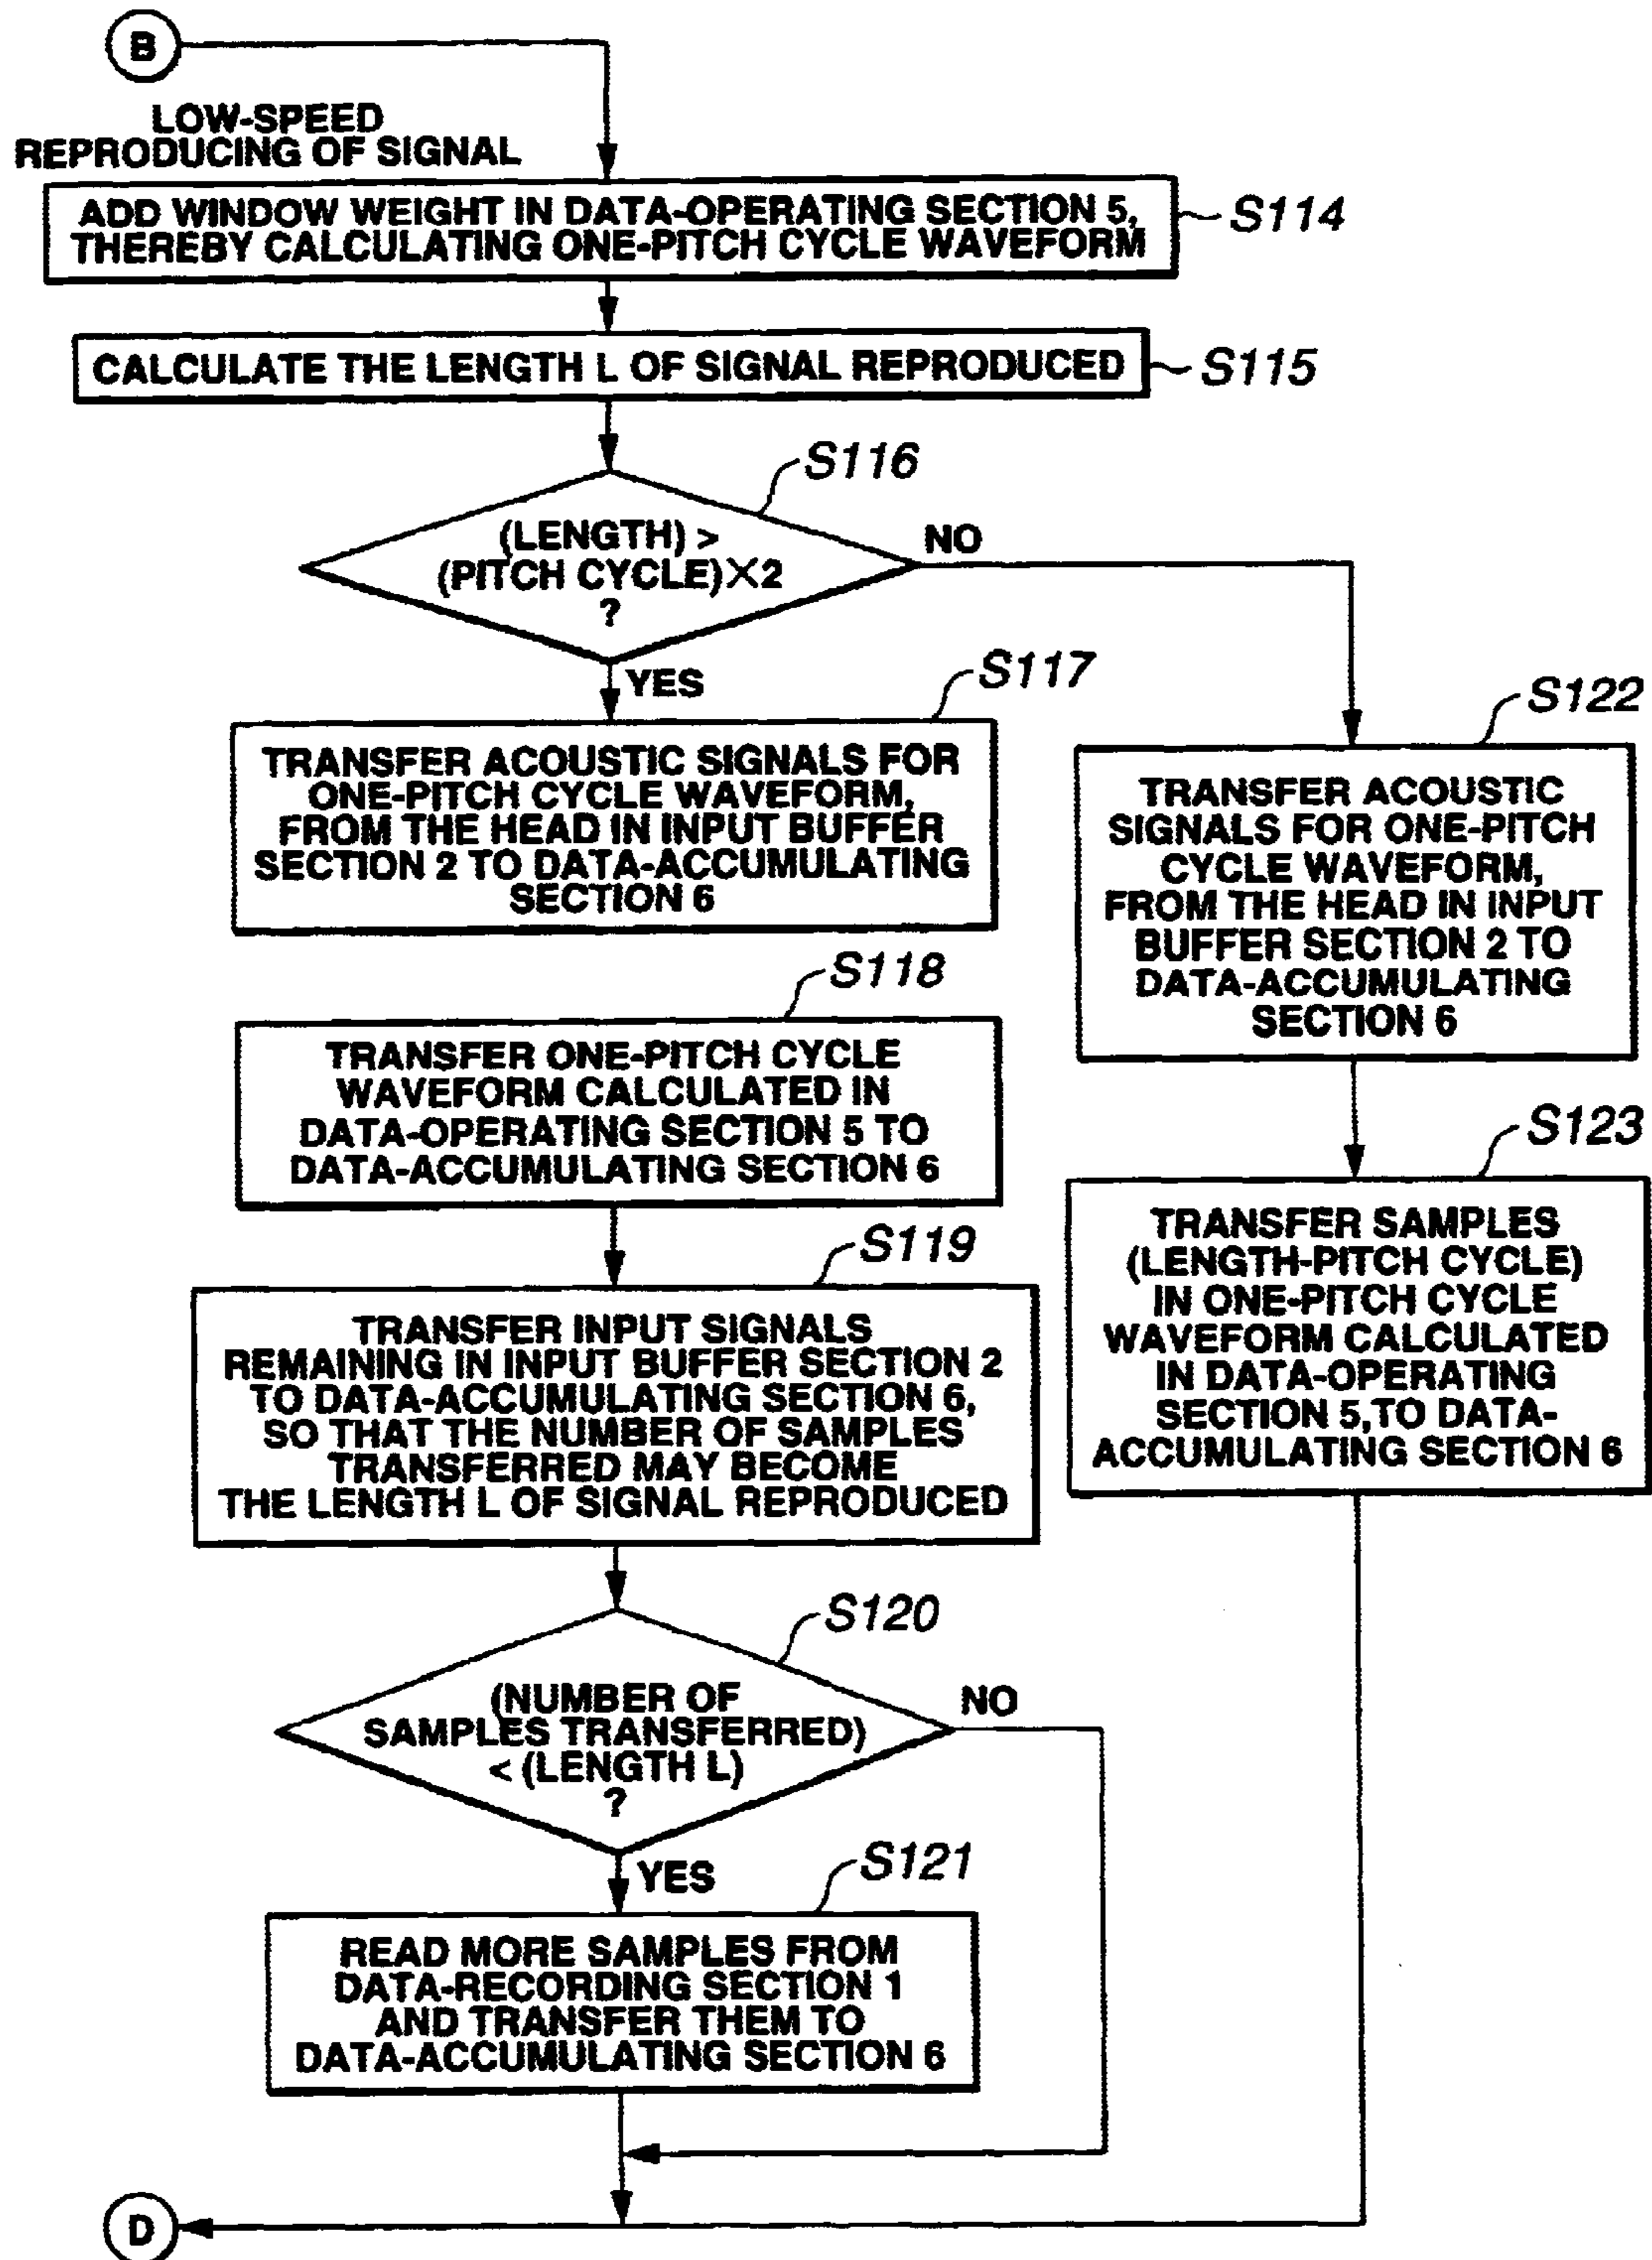 B
LOW-SPEED
REPRODUCING OF SIGNAL
ADD WINDOW WEIGHT IN DATA-OPERATING SECTION 5,
THEREBY CALCULATING ONE-PITCH CYCLE WAVEFORM
S114
CALCULATE THE LENGTH L OF SIGNAL REPRODUCED
S115
S116
(LENGTH) >
(PITCH CYCLE)×2
?
NO
YES
S117
TRANSFER ACOUSTIC SIGNALS FOR
ONE-PITCH CYCLE WAVEFORM,
FROM THE HEAD IN INPUT BUFFER
SECTION 2 TO DATA-ACCUMULATING
SECTION 6
S122
TRANSFER ACOUSTIC
SIGNALS FOR ONE-PITCH
CYCLE WAVEFORM,
FROM THE HEAD IN INPUT
BUFFER SECTION 2 TO
DATA-ACCUMULATING
SECTION 6
S118
TRANSFER ONE-PITCH CYCLE
WAVEFORM CALCULATED IN
DATA-OPERATING SECTION 5 TO
DATA-ACCUMULATING SECTION 6
S123
TRANSFER SAMPLES
(LENGTH-PITCH CYCLE)
IN ONE-PITCH CYCLE
WAVEFORM CALCULATED
IN DATA-OPERATING
SECTION 5,TO DATA-
ACCUMULATING SECTION 6
S119
TRANSFER INPUT SIGNALS
REMAINING IN INPUT BUFFER SECTION 2
TO DATA-ACCUMULATING SECTION 6,
SO THAT THE NUMBER OF SAMPLES
TRANSFERRED MAY BECOME
THE LENGTH L OF SIGNAL REPRODUCED
S120
(NUMBER OF
SAMPLES TRANSFERRED)
< (LENGTH L)
?
NO
YES
S121
READ MORE SAMPLES FROM
DATA-RECORDING SECTION 1
AND TRANSFER THEM TO
DATA-ACCUMULATING SECTION 6
D